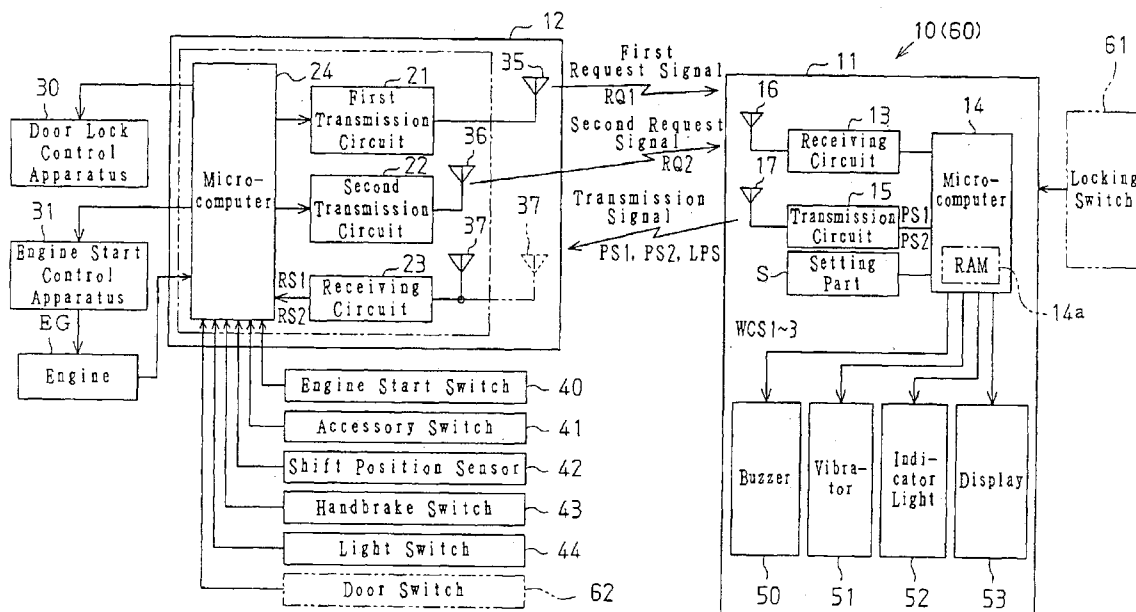 12
10(60)
24
21
35
First
Request Signal
RQ1
11
61
30
Door Lock
Control
Apparatus
First
Transmission
Circuit
36
Second Request
Signal
RQ2
16
13
14
Receiving
Circuit
Micro-
computer
22
Second
Transmission
Circuit
17
15
Micro-
computer
Locking
Switch
31
Engine Start
Control
Apparatus
37
37
Transmission
Signal
PS1, PS2, LPS
Transmission
Circuit
PS1
PS2
23
RS1
RS2
Receiving
Circuit
S
Setting
Part
RAM
14a
EG
Engine
WCS1~3
Engine Start Switch
40
Accessory Switch
41
Shift Position Sensor
42
Handbrake Switch
43
Light Switch
44
Door Switch
62
Buzzer
Vibra-
tor
Indi-
cator
Light
Display
50
51
52
53